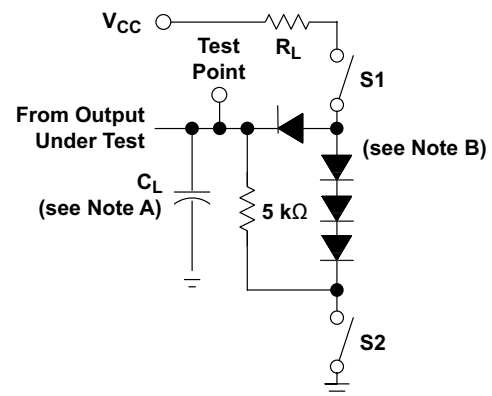 VCC
RL
Test
Point
S1
From Output
Under Test
(see Note B)
CL
(see Note A)
5 kΩ
S2